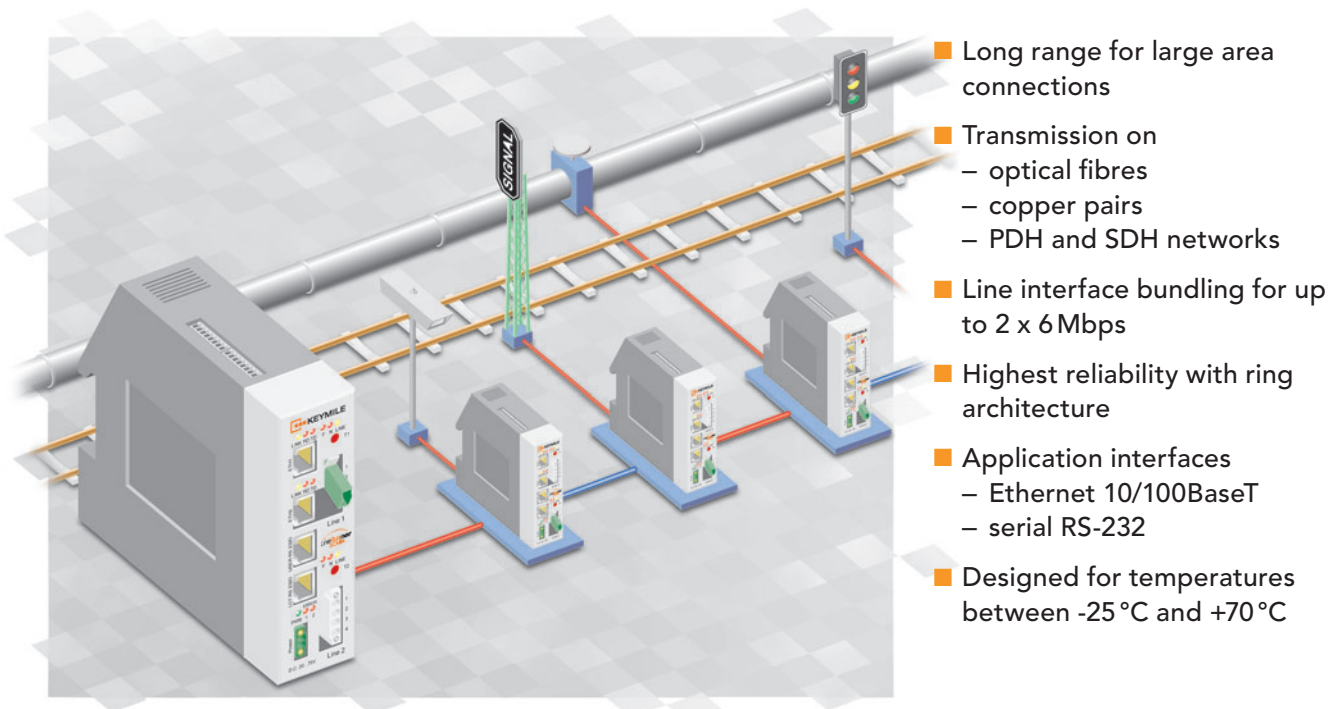 Long range for large area
connections
Transmission on
– optical fibres
– copper pairs
– PDH and SDH networks
Line interface bundling for up
to 2 x 6 Mbps
Highest reliability with ring
architecture
Application interfaces
– Ethernet 10/100BaseT
– serial RS-232
Designed for temperatures
between -25 °C and +70 °C
SIGNAL
KEYMILE
Line 1
Line 2
Power